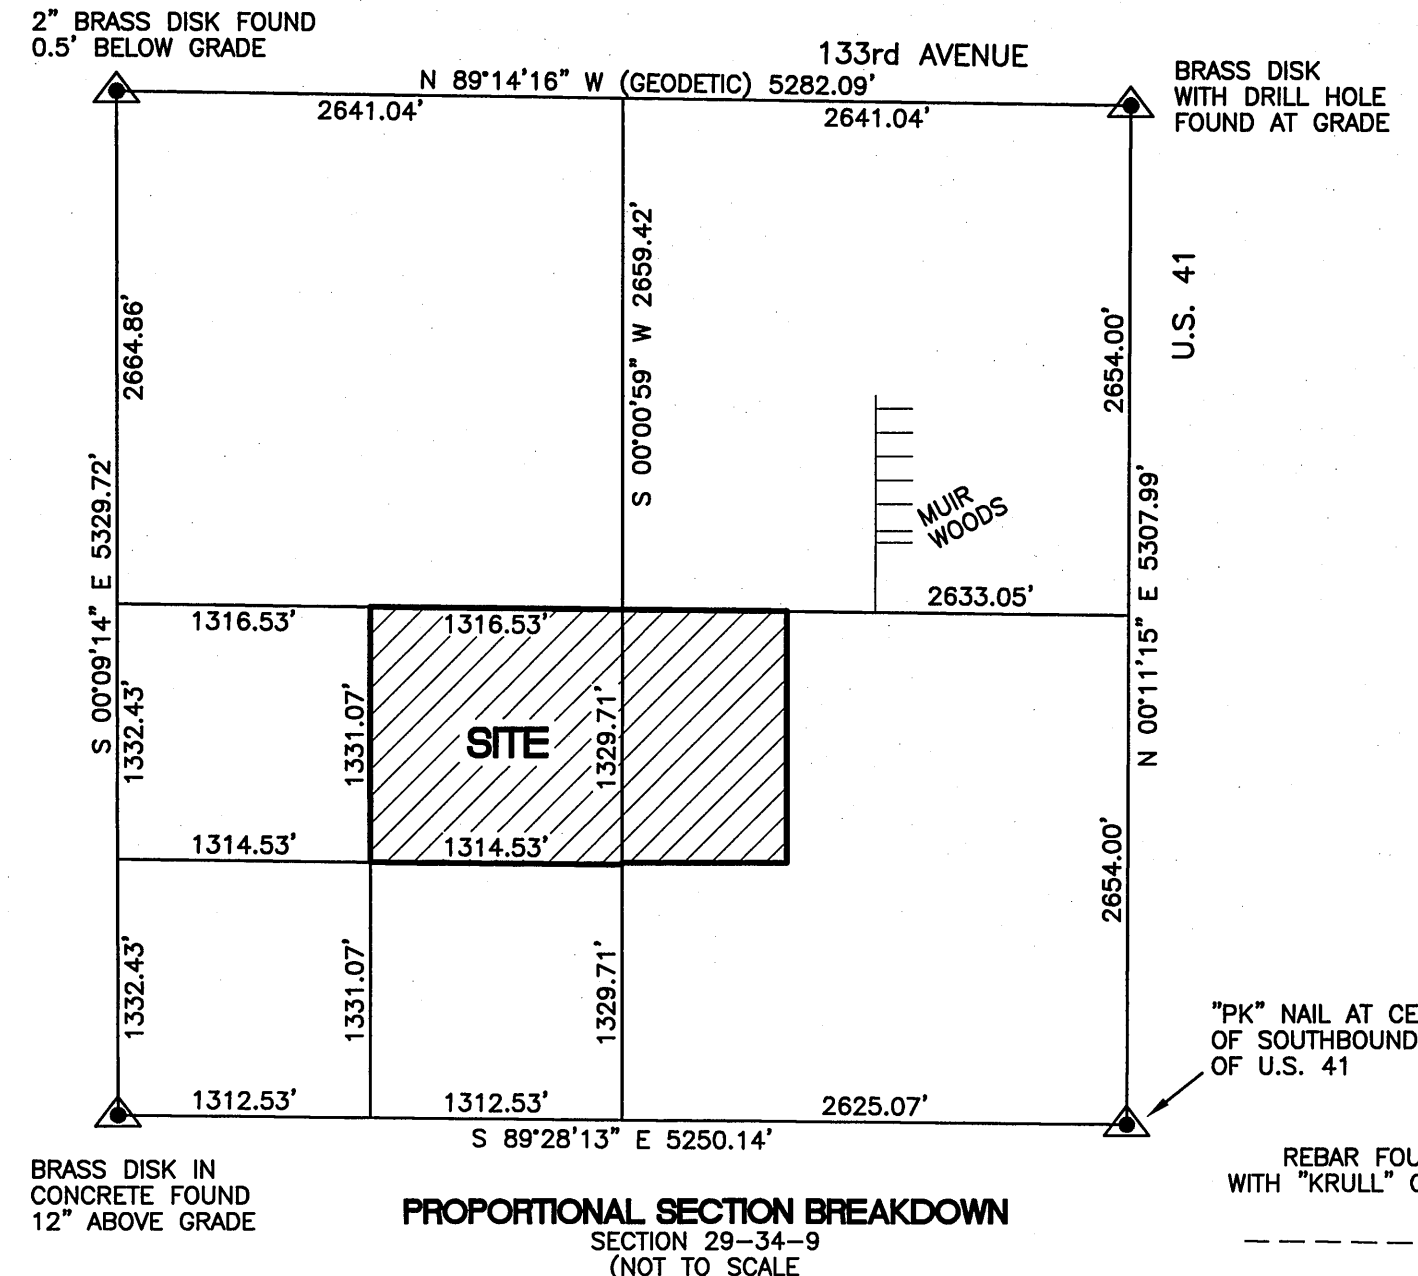 2" BRASS DISK FOUND
0.5' BELOW GRADE
133rd AVENUE
N 89°14'16" W (GEODETIC) 5282.09'
2641.04'
2641.04'
BRASS DISK
WITH DRILL HOLE
FOUND AT GRADE
2664.86'
S 00°00'59" W 2659.42'
2654.00'
U.S. 41
S 00°09'14" E 5329.72'
N 00°11'15" E 5307.99'
MUIR
WOODS
2633.05'
1316.53'
1316.53'
1332.43'
1331.07'
SITE
1329.71'
1314.53'
1314.53'
2654.00'
1332.43'
1331.07'
1329.71'
"PK" NAIL AT CE
OF SOUTHBOUND
OF U.S. 41
1312.53'
1312.53'
2625.07'
S 89°28'13" E 5250.14'
BRASS DISK IN
CONCRETE FOUND
12" ABOVE GRADE
REBAR FOU
WITH "KRULL"
PROPORTIONAL SECTION BREAKDOWN
SECTION 29-34-9
(NOT TO SCALE